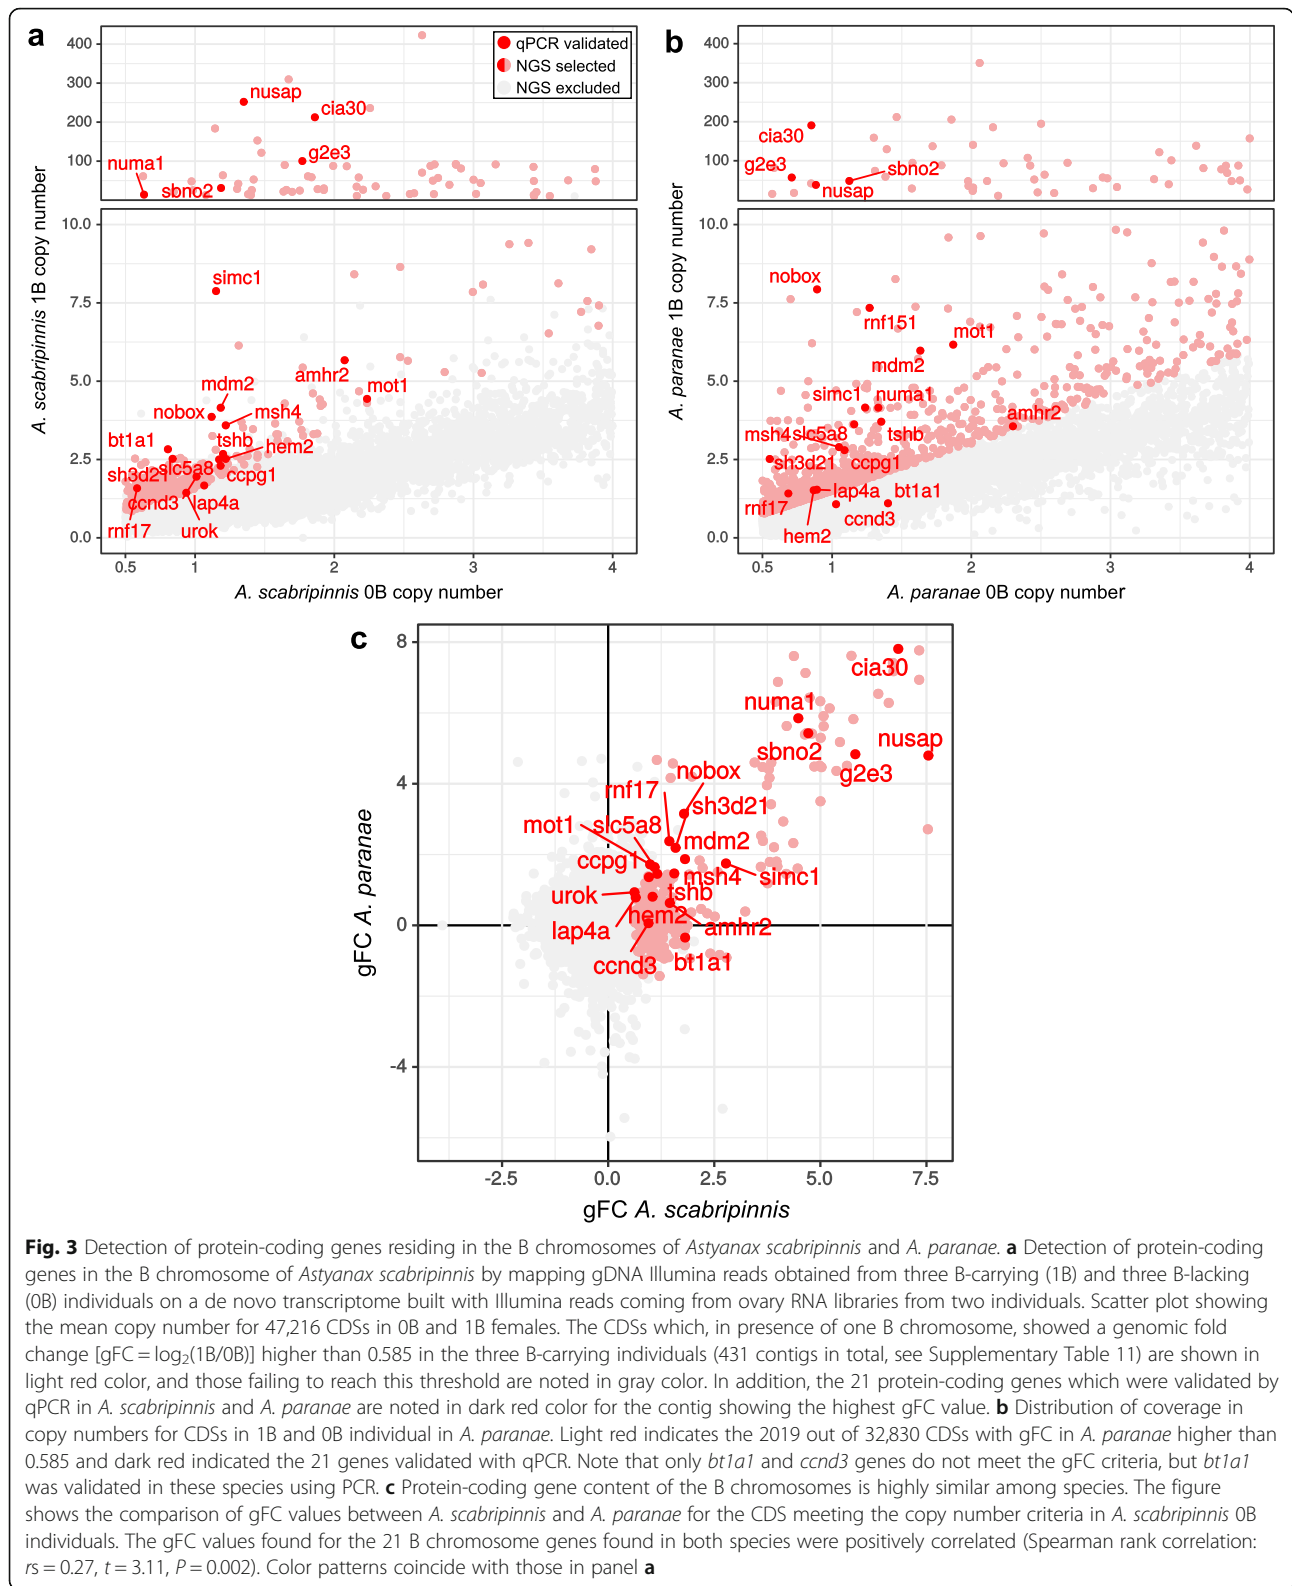 a
400
300
200
100
qPCR validated
NGS selected
NGS excluded
nusap
cia30
g2e3
numa1
sbno2
10.0
7.5
5.0
2.5
0.0
simc1
amhr2
mdm2
mot1
nobox
msh4
bt1a1
tshb
hem2
slc5a8
sh3d21
ccpg1
ccnd3
lap4a
rnf17
urok
0.5
1
2
3
4
A. scabripinnis 1B copy number
A. scabripinnis 0B copy number
b
400
300
200
100
cia30
g2e3
sbno2
nusap
10.0
7.5
5.0
2.5
0.0
nobox
rnf151
mot1
mdm2
simc1
numa1
amhr2
msh4
slc5a8
tshb
sh3d21
ccpg1
lap4a
bt1a1
rnf17
ccnd3
hem2
0.5
1
2
3
4
A. paranae 1B copy number
A. paranae 0B copy number
c
8
4
0
-4
cia30
numa1
sbno2
nusap
g2e3
nobox
rnf17
sh3d21
mot1
slc5a8
mdm2
ccpg1
msh4
simc1
urok
tshb
hem2
lap4a
amhr2
ccnd3
bt1a1
-2.5
0.0
2.5
5.0
7.5
gFC A. paranae
gFC A. scabripinnis
Fig. 3 Detection of protein-coding genes residing in the B chromosomes of Astyanax scabripinnis and A. paranae. a Detection of protein-coding
genes in the B chromosome of Astyanax scabripinnis by mapping gDNA Illumina reads obtained from three B-carrying (1B) and three B-lacking
(0B) individuals on a de novo transcriptome built with Illumina reads coming from ovary RNA libraries from two individuals. Scatter plot showing
the mean copy number for 47,216 CDSs in 0B and 1B females. The CDSs which, in presence of one B chromosome, showed a genomic fold
change [gFC = log₂(1B/0B)] higher than 0.585 in the three B-carrying individuals (431 contigs in total, see Supplementary Table 11) are shown in
light red color, and those failing to reach this threshold are noted in gray color. In addition, the 21 protein-coding genes which were validated by
qPCR in A. scabripinnis and A. paranae are noted in dark red color for the contig showing the highest gFC value. b Distribution of coverage in
copy numbers for CDSs in 1B and 0B individual in A. paranae. Light red indicates the 2019 out of 32,830 CDSs with gFC in A. paranae higher than
0.585 and dark red indicated the 21 genes validated with qPCR. Note that only bt1a1 and ccnd3 genes do not meet the gFC criteria, but bt1a1
was validated in these species using PCR. c Protein-coding gene content of the B chromosomes is highly similar among species. The figure
shows the comparison of gFC values between A. scabripinnis and A. paranae for the CDS meeting the copy number criteria in A. scabripinnis 0B
individuals. The gFC values found for the 21 B chromosome genes found in both species were positively correlated (Spearman rank correlation:
rs = 0.27, t = 3.11, P = 0.002). Color patterns coincide with those in panel a